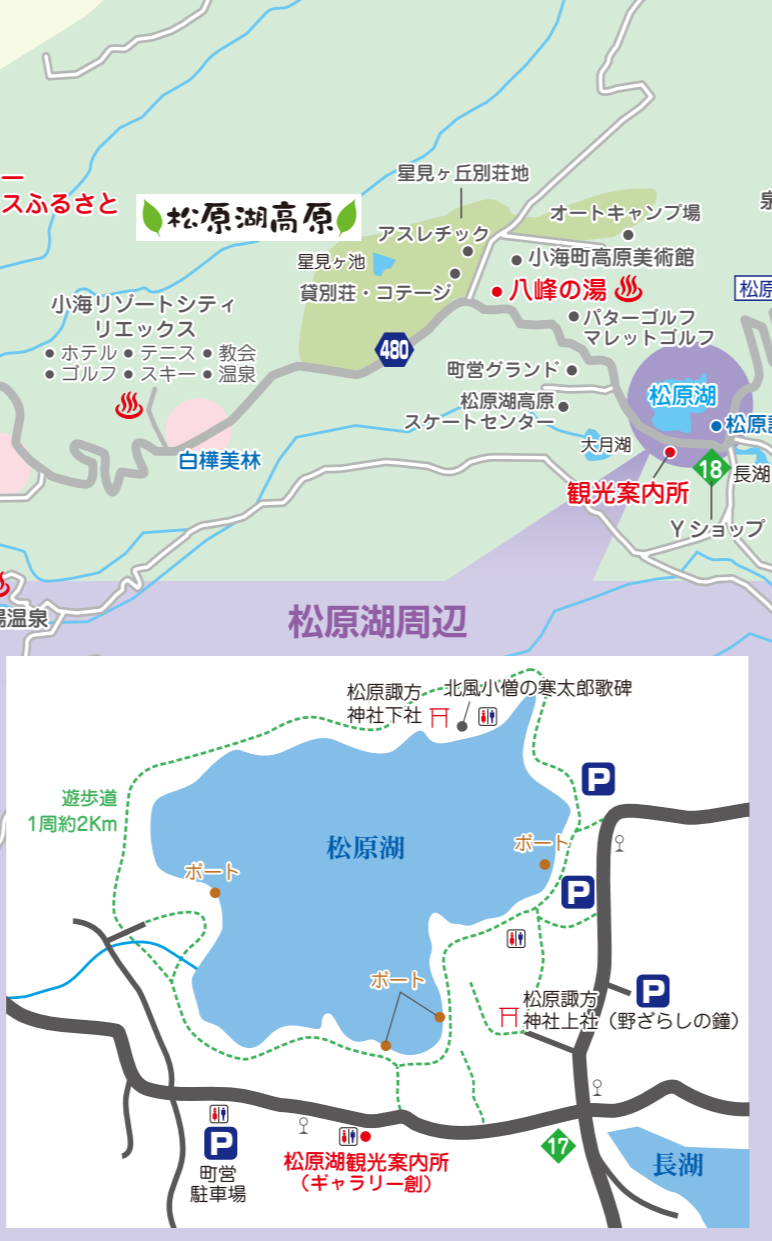 ー
スふるさと
松原湖高原
星見ヶ丘別荘地
アスレチック
オートキャンプ場
星見ヶ池
小海町高原美術館
貸別荘・コテージ
八峰の湯
小海リゾートシティ
リエックス
●ホテル●テニス●教会
●ゴルフ●スキー●温泉
パターゴルフ
マレットゴルフ
480
町営グランド
松原湖高原
スケートセンター
松原湖
大月湖
白樺美林
観光案内所
18
長湖
Yショップ
湯温泉
松原湖周辺
松原諏方
神社下社
北風小僧の寒太郎歌碑
P
遊歩道
1周約2Km
松原湖
ボート
ボート
P
ボート
松原諏方
神社上社(野ざらしの鐘)
P
P
町営
駐車場
松原湖観光案内所
(ギャラリー創)
17
長湖